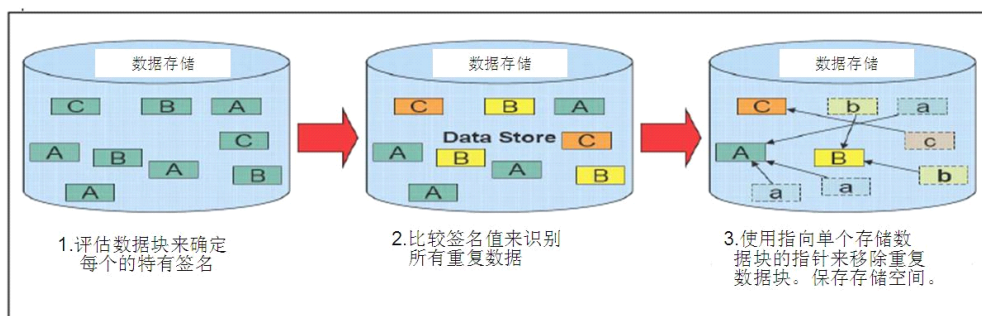 数据存储
C B A
C
A B
A B
A
1.评估数据块来确定
每个的特有签名
数据存储
C B A
Data Store C
A B
A B
A
2.比较签名值来识别
所有重复数据
数据存储
C b a
c
A B
b
a a
3.使用指向单个存储数
据块的指针来移除重复
数据块。保存存储空间。